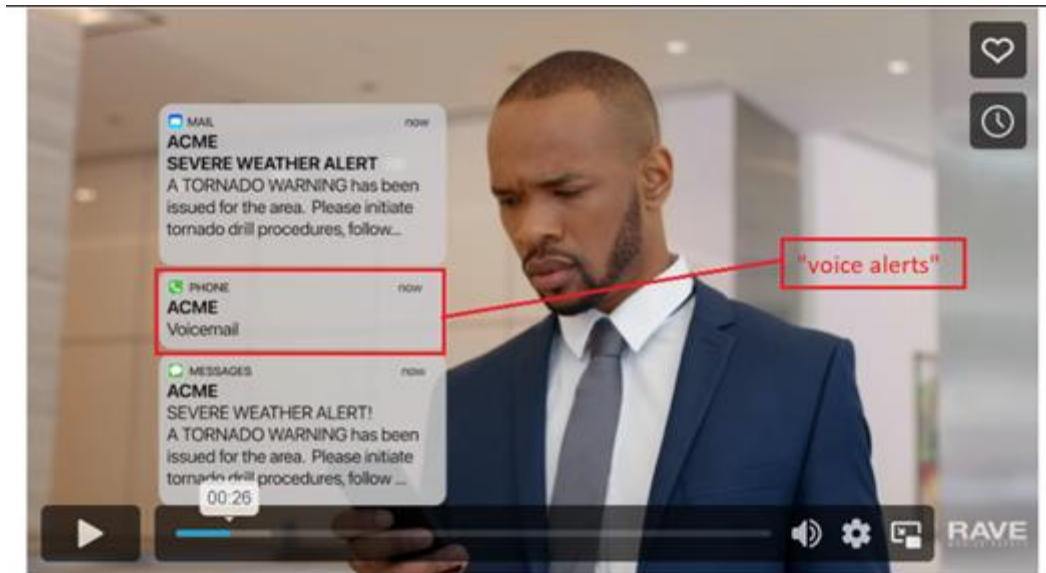 MAIL now
ACME
SEVERE WEATHER ALERT
A TORNADO WARNING has been
issued for the area. Please initiate
tornado drill procedures, follow...
PHONE now
ACME
Voicemail
"voice alerts"
MESSAGES now
ACME
SEVERE WEATHER ALERT!
A TORNADO WARNING has been
issued for the area. Please initiate
tornado drill procedures, follow ...
00:26
RAVE